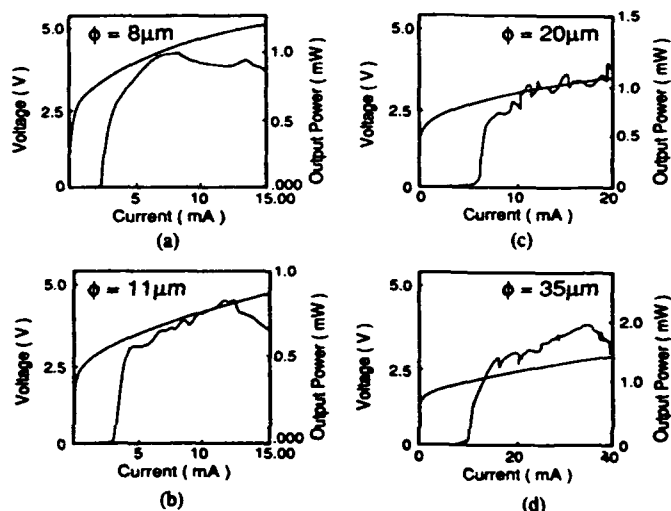 ϕ = 8μm
5.0
2.5
0
Voltage ( V )
1.0
0.5
.000
Output Power ( mW )
5
10
15.00
Current ( mA )
(a)
ϕ = 20μm
5.0
2.5
0
Voltage ( V )
1.5
1.0
0.5
0
Output Power ( mW )
0
10
20
Current ( mA )
(c)
ϕ = 11μm
5.0
2.5
0
Voltage ( V )
1.0
0.5
.000
Output Power ( mW )
5
10
15.00
Current ( mA )
(b)
ϕ = 35μm
5.0
2.5
0
Voltage ( V )
2.0
1.0
0
Output Power ( mW )
0
20
40
Current ( mA )
(d)